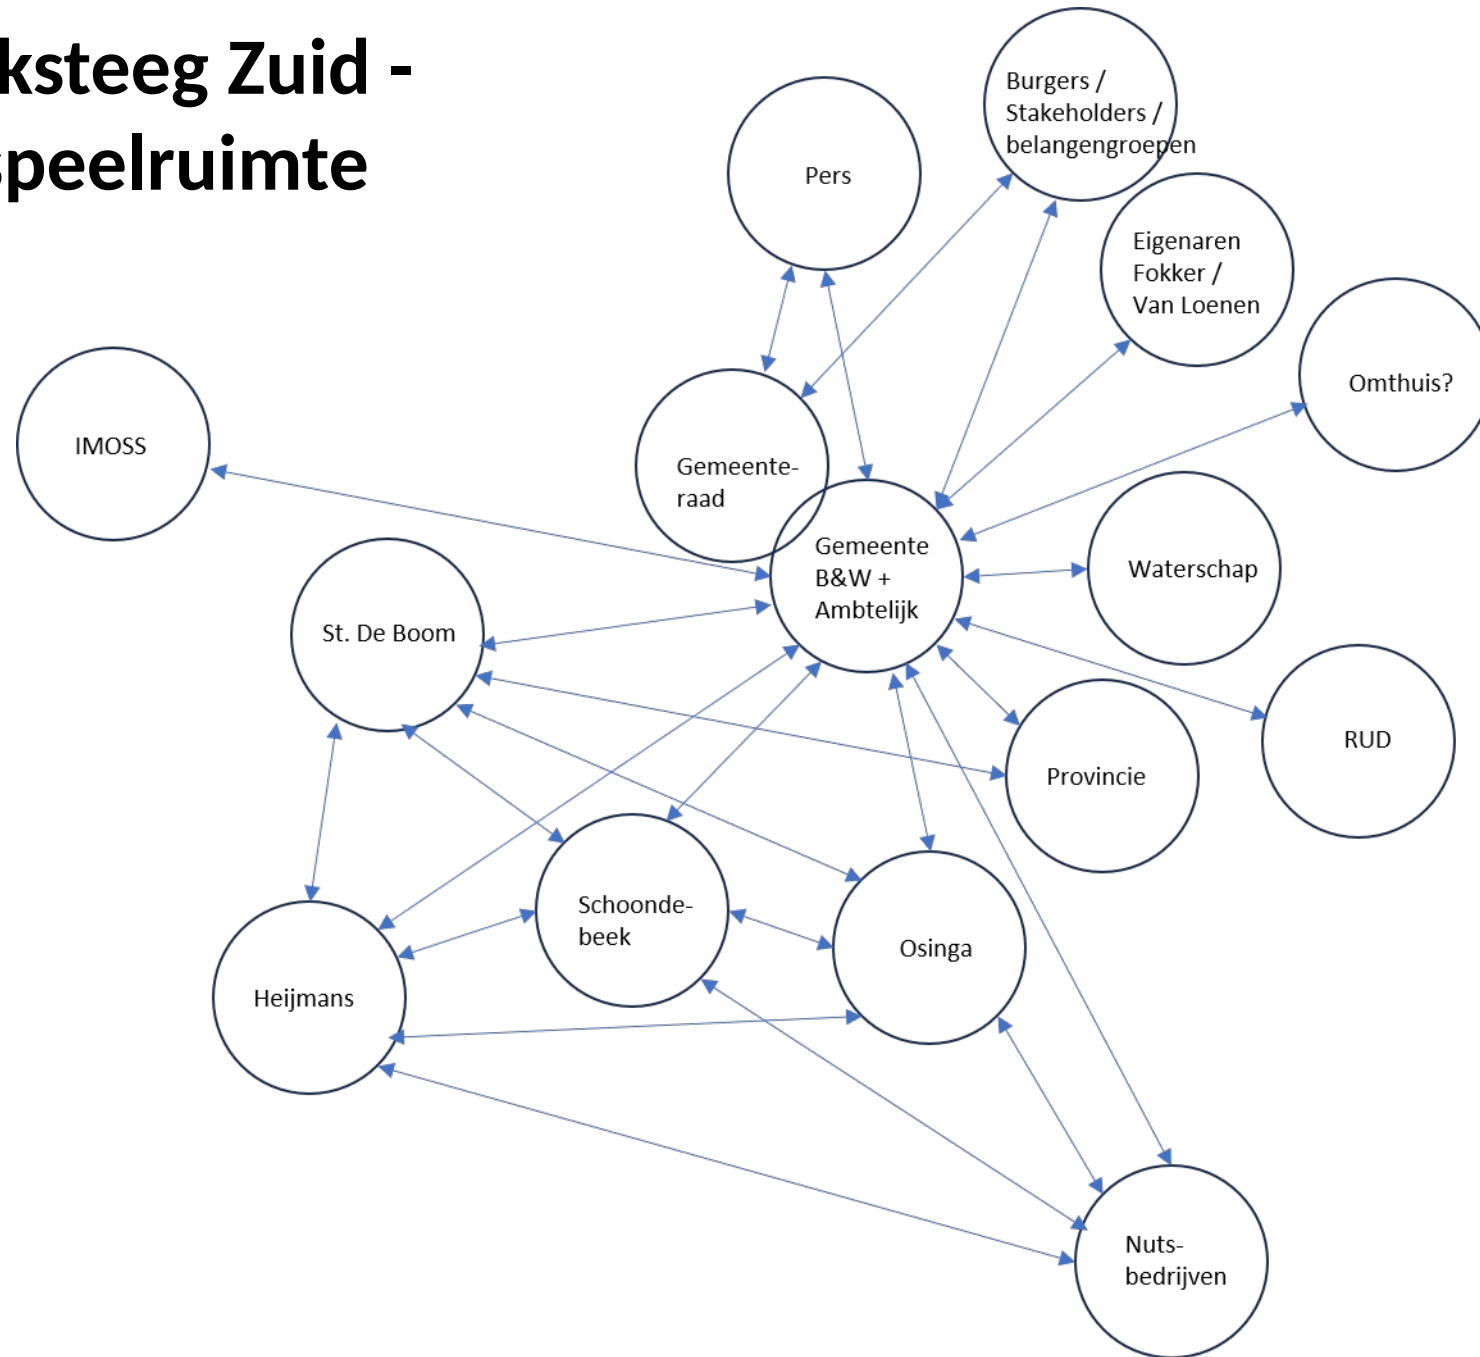 ksteeg Zuid -
speelruimte
Burgers /
Stakeholders /
belangengroepen
Pers
Eigenaren
Fokker /
Van Loenen
Omthuis?
IMOSS
Gemeente-
raad
Gemeente
B&W +
Ambtelijk
Waterschap
St. De Boom
RUD
Provincie
Schoonde-
beek
Osinga
Heijmans
Nuts-
bedrijven